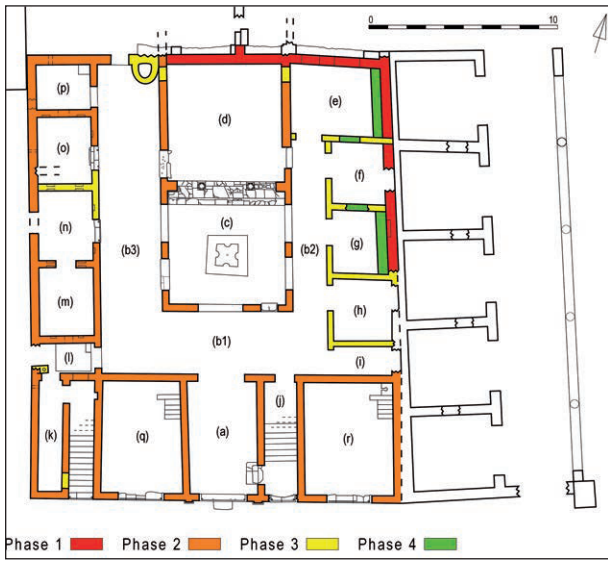 0 10
(p)
(d)
(e)
(o)
(f)
(c)
(n)
(b3)
(b2)
(g)
(m)
(h)
(b1)
(l)
(i)
(j)
(k)
(q)
(a)
(r)
Phase 1 Phase 2 Phase 3 Phase 4